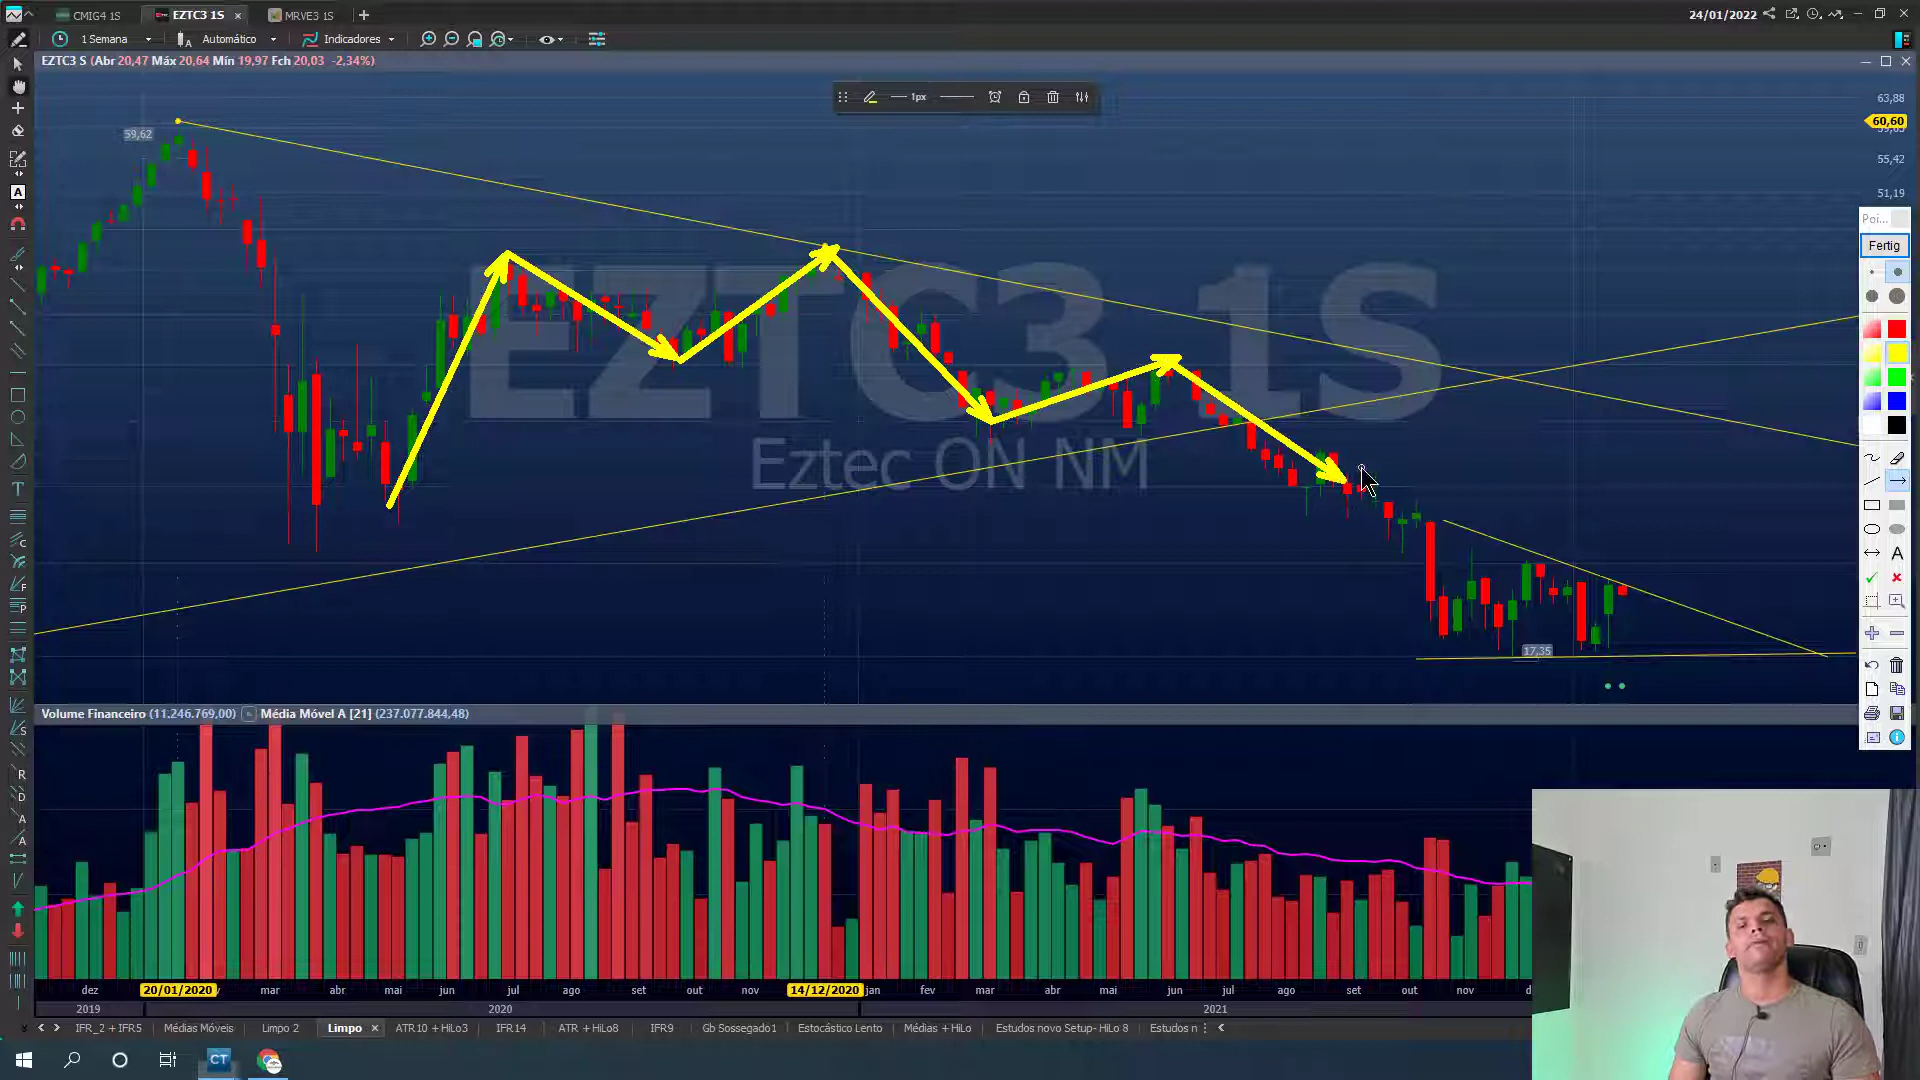 CMIG4 1S
EZTC3 1S
MRVE3 1S
24/01/2022
1 Semana
Automático
Indicadores
EZTC3 S (Abr 20,47 Máx 20,64 Mín 19,97 Fch 20,03 -2,34%)
1px
63,88
60,60
55,42
51,19
59,62
EZTC3 1S
Eztec ON NM
17,35
Poi...
Fertig
Volume Financeiro (11.246.769,00)
Média Móvel A [21] (237.077.844,48)
dez
20/01/2020
mar
abr
mai
jun
jul
ago
set
out
nov
14/12/2020
jan
fev
mar
abr
mai
jun
jul
ago
set
out
nov
2019
2020
2021
IFR_2 + IFR5
Médias Móveis
Limpo 2
Limpo
ATR10 + HiLo3
IFR14
ATR + HiLo8
IFR9
Gb Sossegado1
Estocástico Lento
Médias + HiLo
Estudos novo Setup- HiLo 8
Estudos n
CT